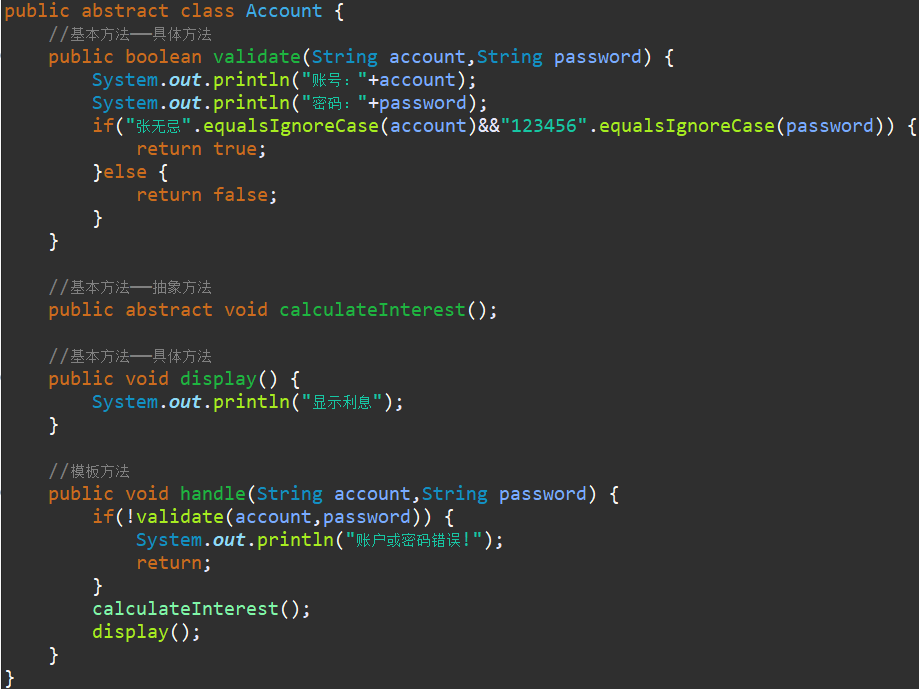 public abstract class Account {
//基本方法——具体方法
public boolean validate(String account,String password) {
System.out.println("账号："+account);
System.out.println("密码："+password);
if("张无忌".equalsIgnoreCase(account)&&"123456".equalsIgnoreCase(password)) {
return true;
}else {
return false;
}
}
//基本方法——抽象方法
public abstract void calculateInterest();
//基本方法——具体方法
public void display() {
System.out.println("显示利息");
}
//模板方法
public void handle(String account,String password) {
if(!validate(account,password)) {
System.out.println("账户或密码错误!");
return;
}
calculateInterest();
display();
}
}